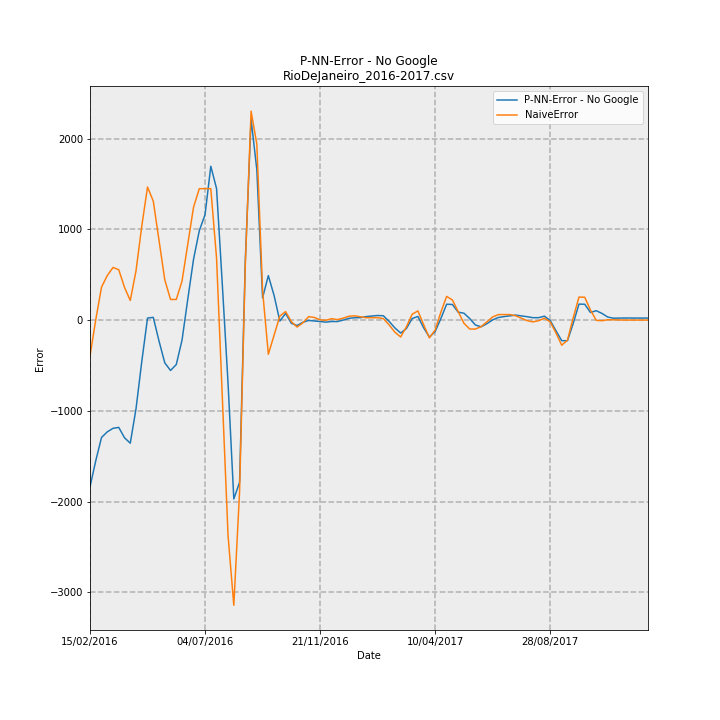 P-NN-Error - No Google
RioDeJaneiro_2016-2017.csv
P-NN-Error - No Google
NaiveError
2000
1000
0
−1000
−2000
−3000
Error
15/02/2016
04/07/2016
21/11/2016
10/04/2017
28/08/2017
Date